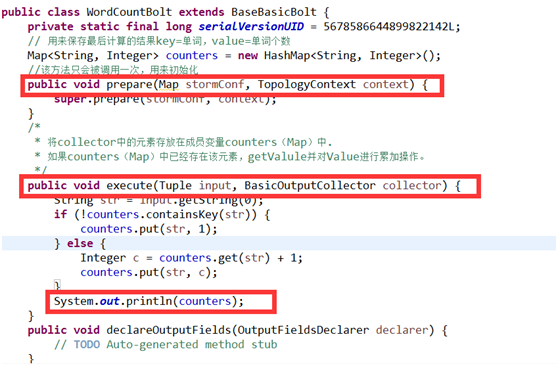 public class WordCountBolt extends BaseBasicBolt {
private static final long serialVersionUID = 5678586644899822142L;
// 用来保存最后计算的结果key=单词，value=单词个数
Map<String, Integer> counters = new HashMap<String, Integer>();
//该方法只会被调用一次，用来初始化
public void prepare(Map stormConf, TopologyContext context) {
super.prepare(stormConf, context);
}
/*
* 将collector中的元素存放在成员变量counters（Map）中.
* 如果counters（Map）中已经存在该元素，getValule并对Value进行累加操作。
*/
public void execute(Tuple input, BasicOutputCollector collector) {
String str = input.getString(0);
if (!counters.containsKey(str)) {
counters.put(str, 1);
} else {
Integer c = counters.get(str) + 1;
counters.put(str, c);
}
System.out.println(counters);
}
public void declareOutputFields(OutputFieldsDeclarer declarer) {
// TODO Auto-generated method stub
}